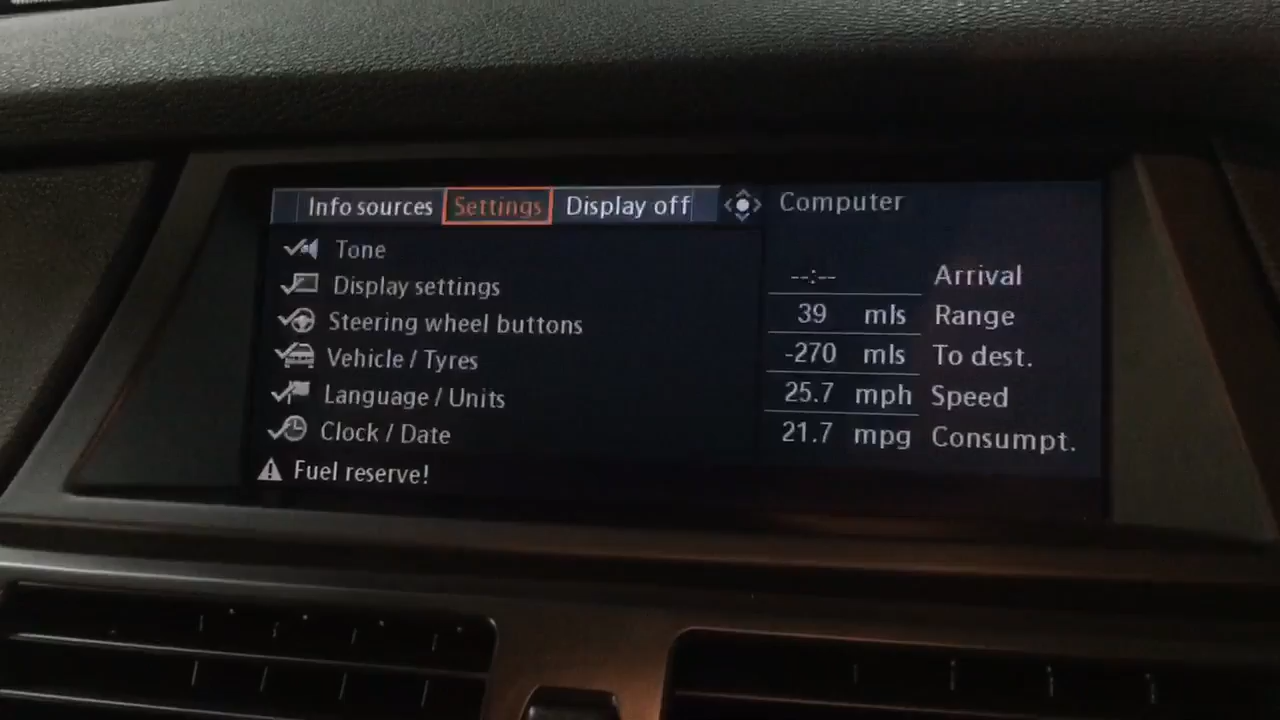 Info sources Settings Display off
Tone
Display settings
Steering wheel buttons
Vehicle / Tyres
Language / Units
Clock / Date
Fuel reserve!
Computer
--:-- Arrival
39 mls Range
-270 mls To dest.
25.7 mph Speed
21.7 mpg Consumpt.